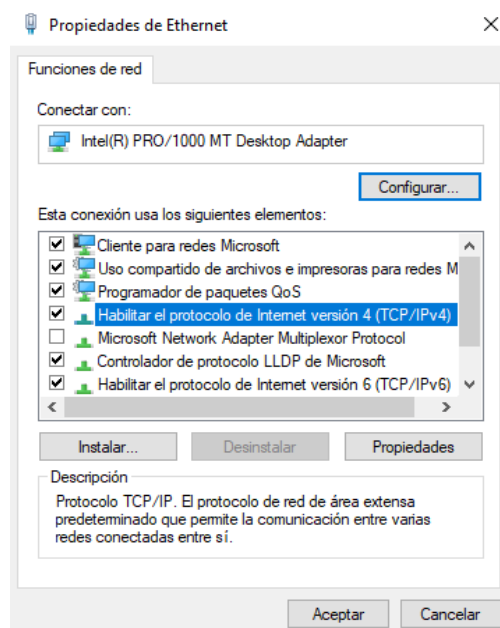 Propiedades de Ethernet
Funciones de red
Conectar con:
Intel(R) PRO/1000 MT Desktop Adapter
Configurar...
Esta conexión usa los siguientes elementos:
Cliente para redes Microsoft
Uso compartido de archivos e impresoras para redes M
Programador de paquetes QoS
Habilitar el protocolo de Internet versión 4 (TCP/IPv4)
Microsoft Network Adapter Multiplexor Protocol
Controlador de protocolo LLDP de Microsoft
Habilitar el protocolo de Internet versión 6 (TCP/IPv6)
Instalar... Desinstalar Propiedades
Descripción
Protocolo TCP/IP. El protocolo de red de área extensa
predeterminado que permite la comunicación entre varias
redes conectadas entre sí.
Aceptar Cancelar